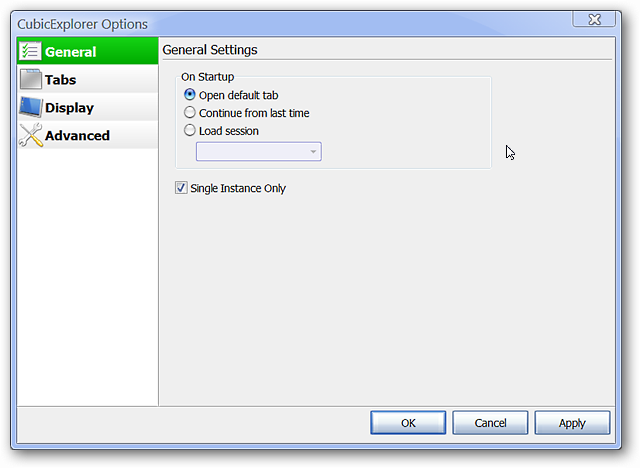 CubicExplorer Options
General
Tabs
Display
Advanced
General Settings
On Startup
Open default tab
Continue from last time
Load session
Single Instance Only
OK Cancel Apply